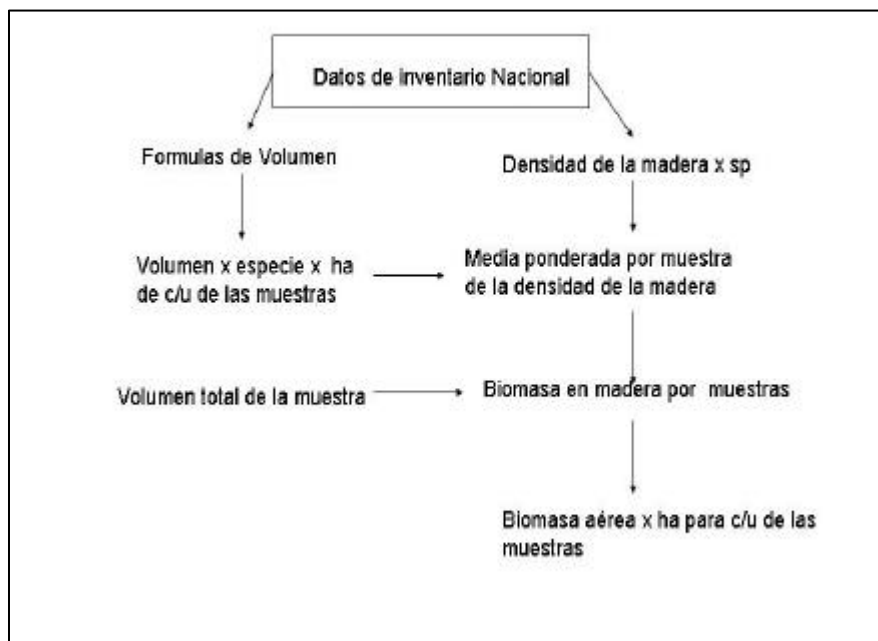 Datos de inventario Nacional
Formulas de Volumen
Densidad de la madera x sp
Volumen x especie x ha
de c/u de las muestras
Media ponderada por muestra
de la densidad de la madera
Volumen total de la muestra
Biomasa en madera por muestras
Biomasa aérea x ha para c/u de las
muestras